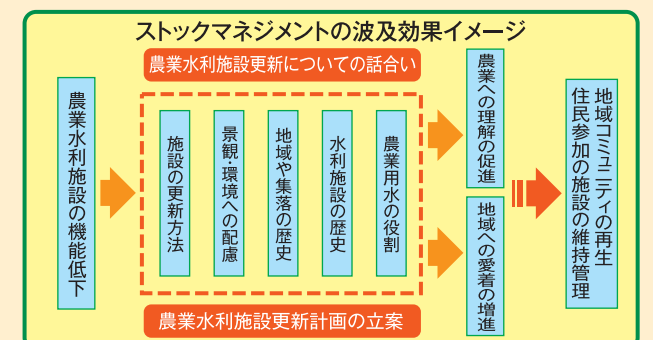 ストックマネジメントの波及効果イメージ
農業水利施設の機能低下
農業水利施設更新についての話合い
施設の更新方法
景観・環境への配慮
地域や集落の歴史
水利施設の歴史
農業用水の役割
農業水利施設更新計画の立案
農業への理解の促進
地域への愛着の増進
地域コミュニティの再生
住民参加の施設の維持管理